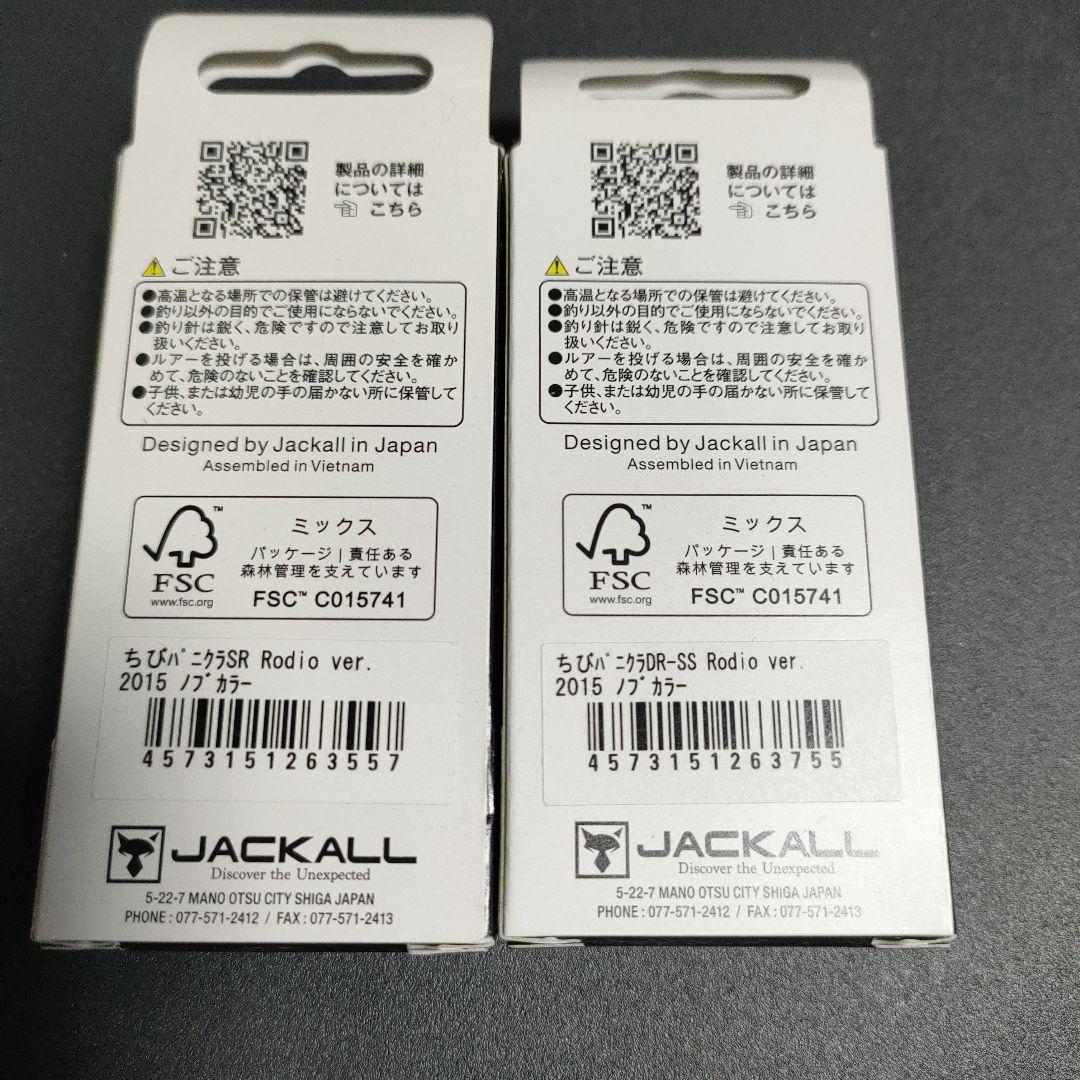 製品の詳細
については
☜ こちら
ご注意
●高温となる場所での保管は避けてください。
●釣り以外の目的でご使用にならないでください。
●釣り針は鋭く、危険ですので注意してお取り
扱いください。
●ルアーを投げる場合は、周囲の安全を確か
めて、危険のないことを確認してください。
●子供、または幼児の手の届かない所に保管して
ください。
Designed by Jackall in Japan
Assembled in Vietnam
FSC
www.fsc.org
ミックス
パッケージ | 責任ある
森林管理を支えています
FSC™ C015741
ちびﾊﾟﾆｸﾗSR Rodio ver.
2015 ﾉﾌﾞｶﾗｰ
4573151263557
JACKALL
Discover the Unexpected
5-22-7 MANO OTSU CITY SHIGA JAPAN
PHONE : 077-571-2412 / FAX : 077-571-2413
製品の詳細
については
☜ こちら
ご注意
●高温となる場所での保管は避けてください。
●釣り以外の目的でご使用にならないでください。
●釣り針は鋭く、危険ですので注意してお取り
扱いください。
●ルアーを投げる場合は、周囲の安全を確か
めて、危険のないことを確認してください。
●子供、または幼児の手の届かない所に保管して
ください。
Designed by Jackall in Japan
Assembled in Vietnam
FSC
www.fsc.org
ミックス
パッケージ | 責任ある
森林管理を支えています
FSC™ C015741
ちびﾊﾟﾆｸﾗDR-SS Rodio ver.
2015 ﾉﾌﾞｶﾗｰ
4573151263755
JACKALL
Discover the Unexpected
5-22-7 MANO OTSU CITY SHIGA JAPAN
PHONE : 077-571-2412 / FAX : 077-571-2413